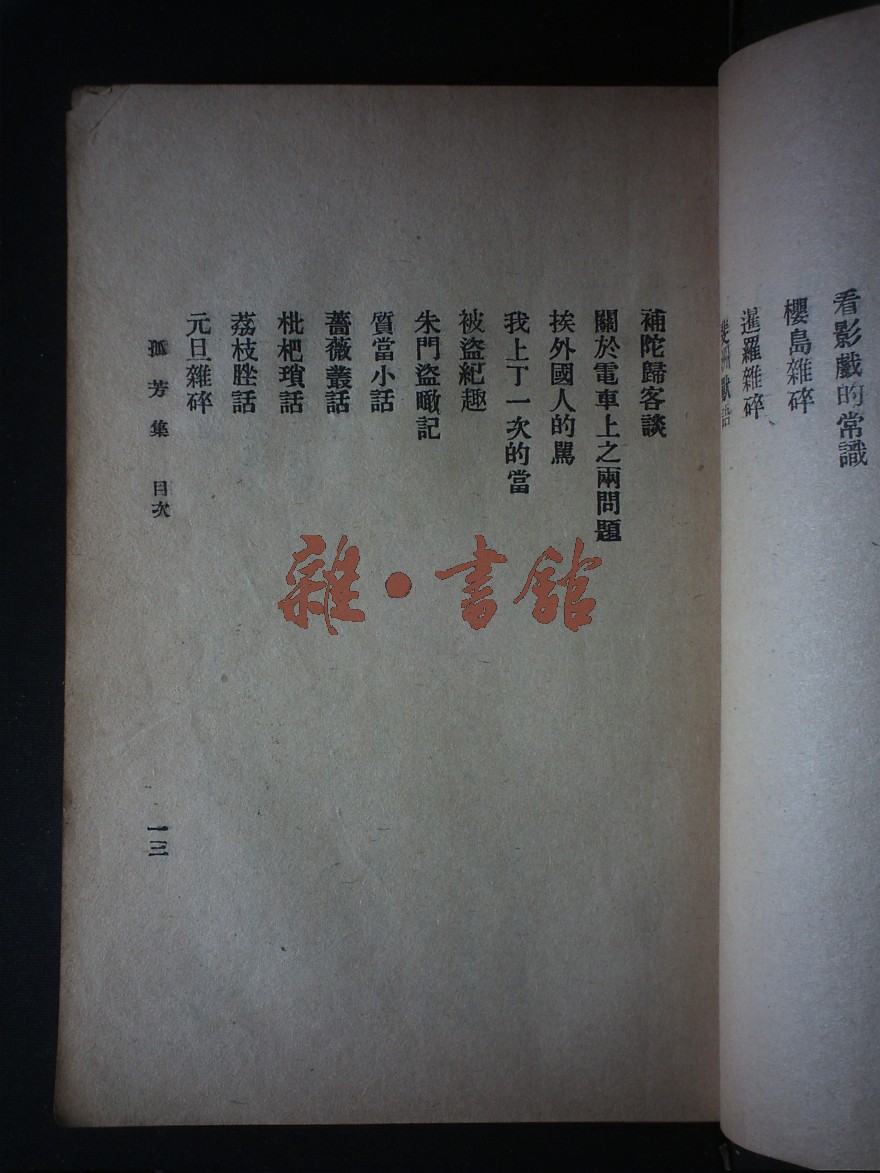 看影戲的常識
櫻島雜碎
暹羅雜碎
補陀歸客談
關於電車上之兩問題
挨外國人的罵
我上丁一次的當
被盜紀趣
朱門盜瞰記
質當小話
薔薇叢話
枇杷瑣話
荔枝脞話
元旦雜碎
孤芳集 目次
一三
雜·書館